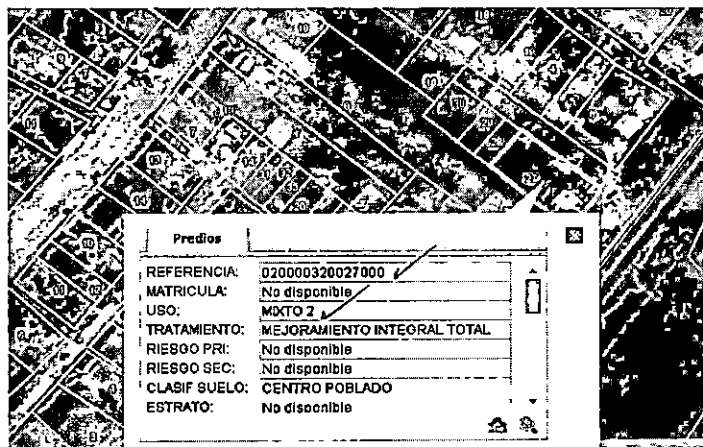 Predios
REFERENCIA: 020000320027000
MATRICULA: No disponible
USO: MIXTO 2
TRATAMIENTO: MEJORAMIENTO INTEGRAL TOTAL
RIESGO PRI: No disponible
RIESGO SEC: No disponible
CLASIF SUELO: CENTRO POBLADO
ESTRATO: No disponible